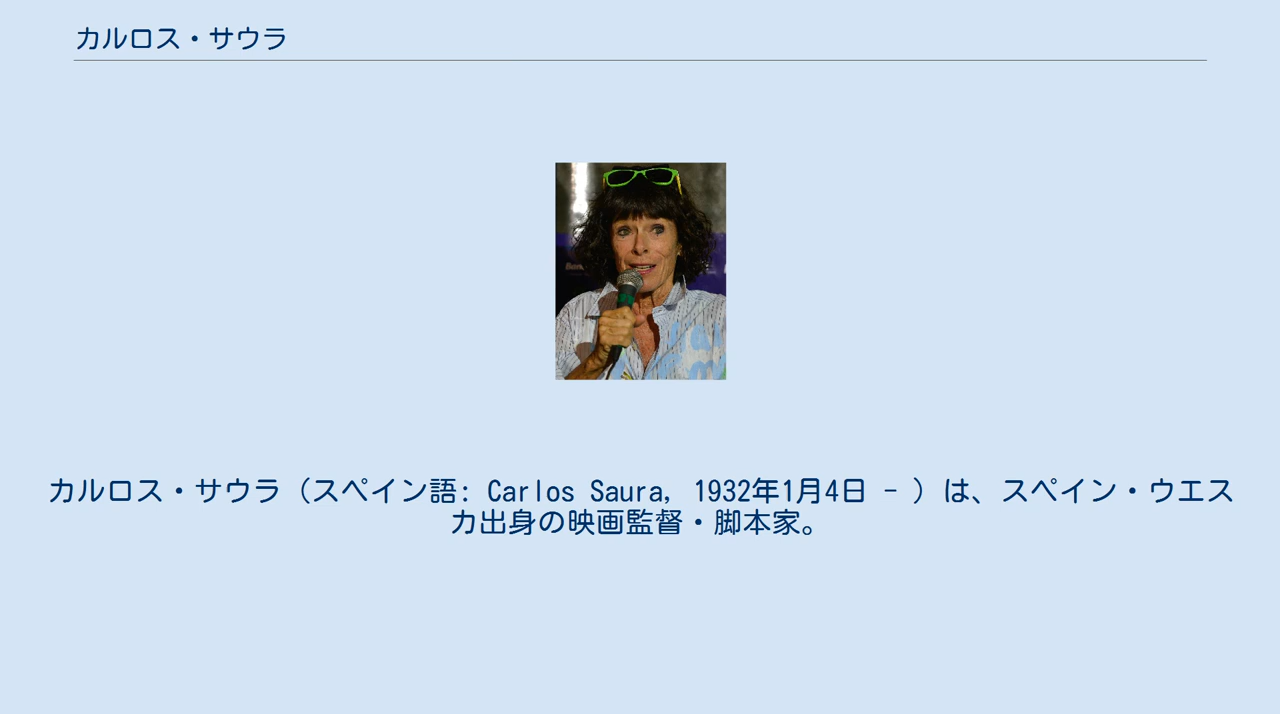 カルロス・サウラ
カルロス・サウラ（スペイン語: Carlos Saura, 1932年1月4日 - ）は、スペイン・ウエス
カ出身の映画監督・脚本家。